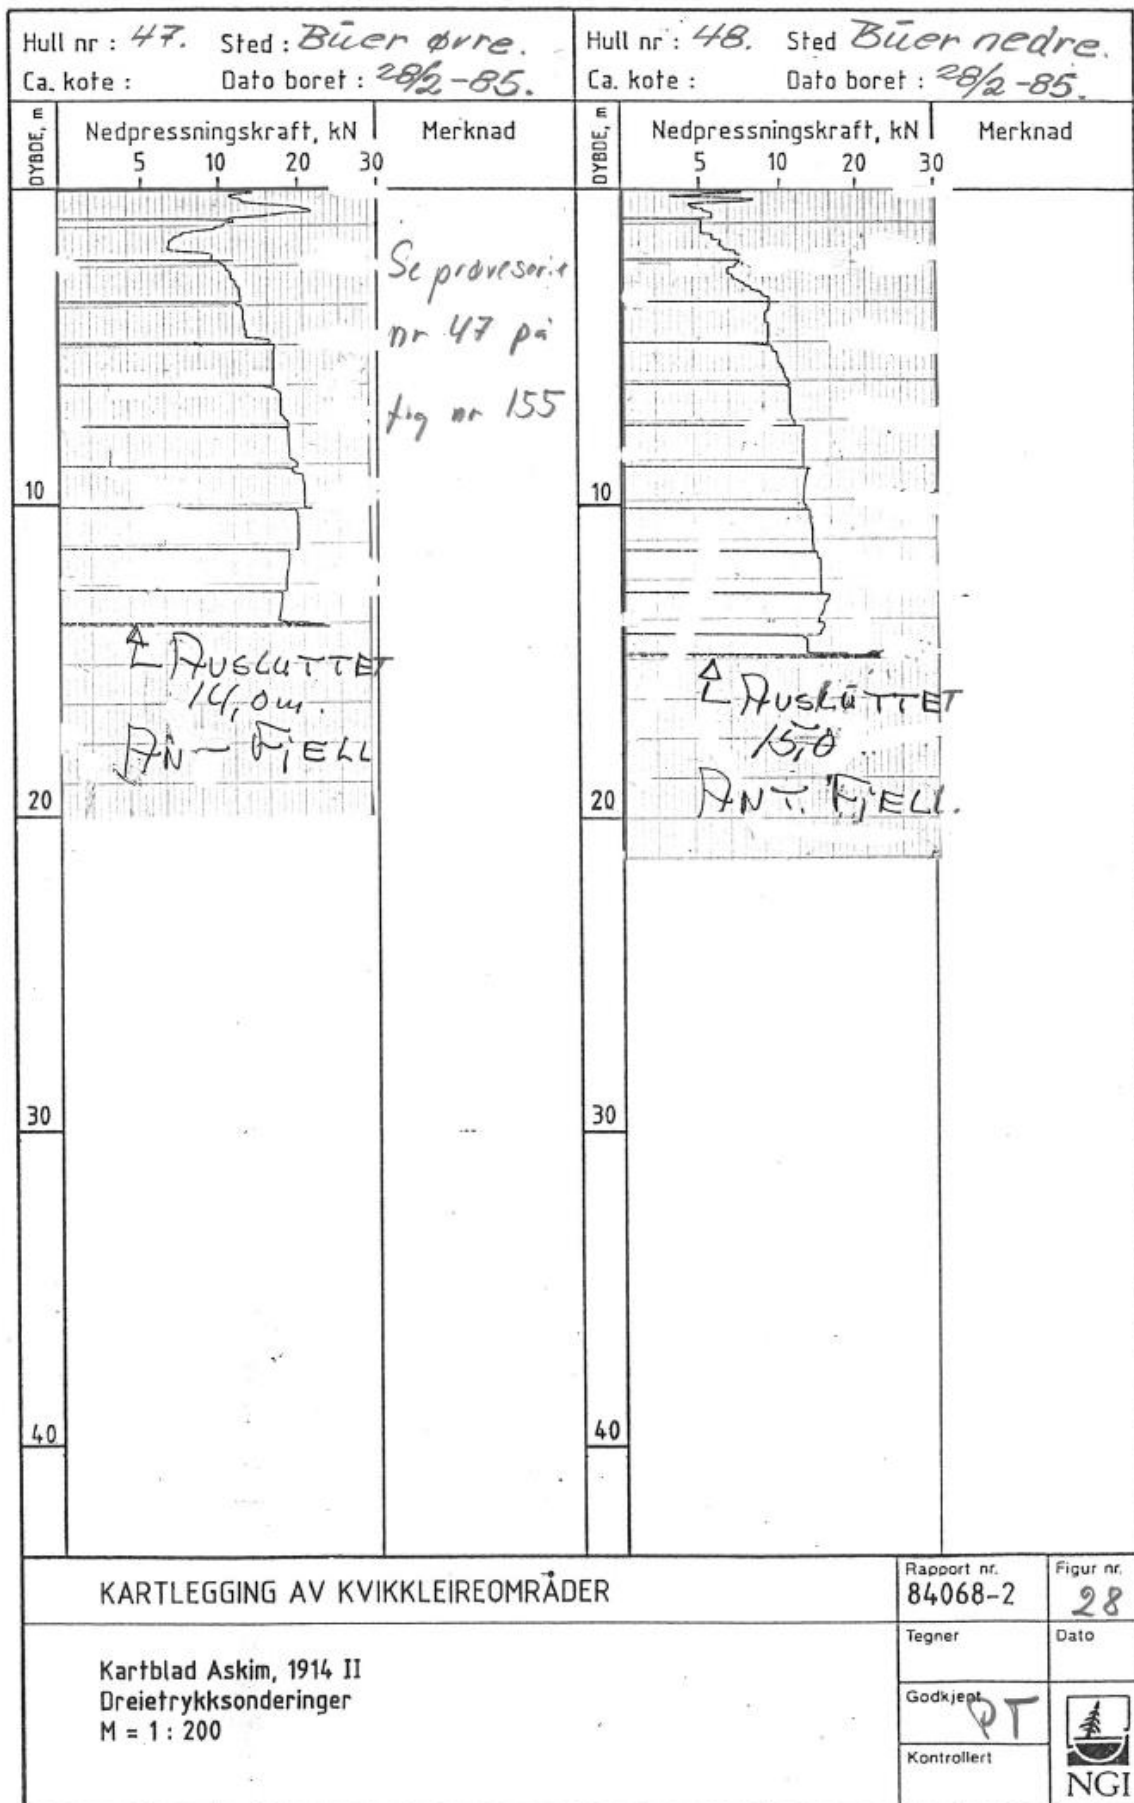 Hull nr : 47. Sted : Büer øvre.
Ca. kote : Dato boret : 28/2-85.
DYBDE, m
Nedpressningskraft, kN
Merknad
5 10 20 30
Se prøveserie
nr 47 på
fig nr 155
10
AVSLUTTET
14,0 m.
AN - FJELL
20
30
40
Hull nr : 48. Sted Büer nedre.
Ca. kote : Dato boret : 28/2-85.
DYBDE, m
Nedpressningskraft, kN
Merknad
5 10 20 30
10
AVSLÜTTET
15,0
ANT. FJELL.
20
30
40
KARTLEGGING AV KVIKKLEIREOMRÅDER
Kartblad Askim, 1914 II
Dreietrykksonderinger
M = 1 : 200
Rapport nr.
84068-2
Figur nr.
28
Tegner
Dato
Godkjent
Kontrollert
NGI